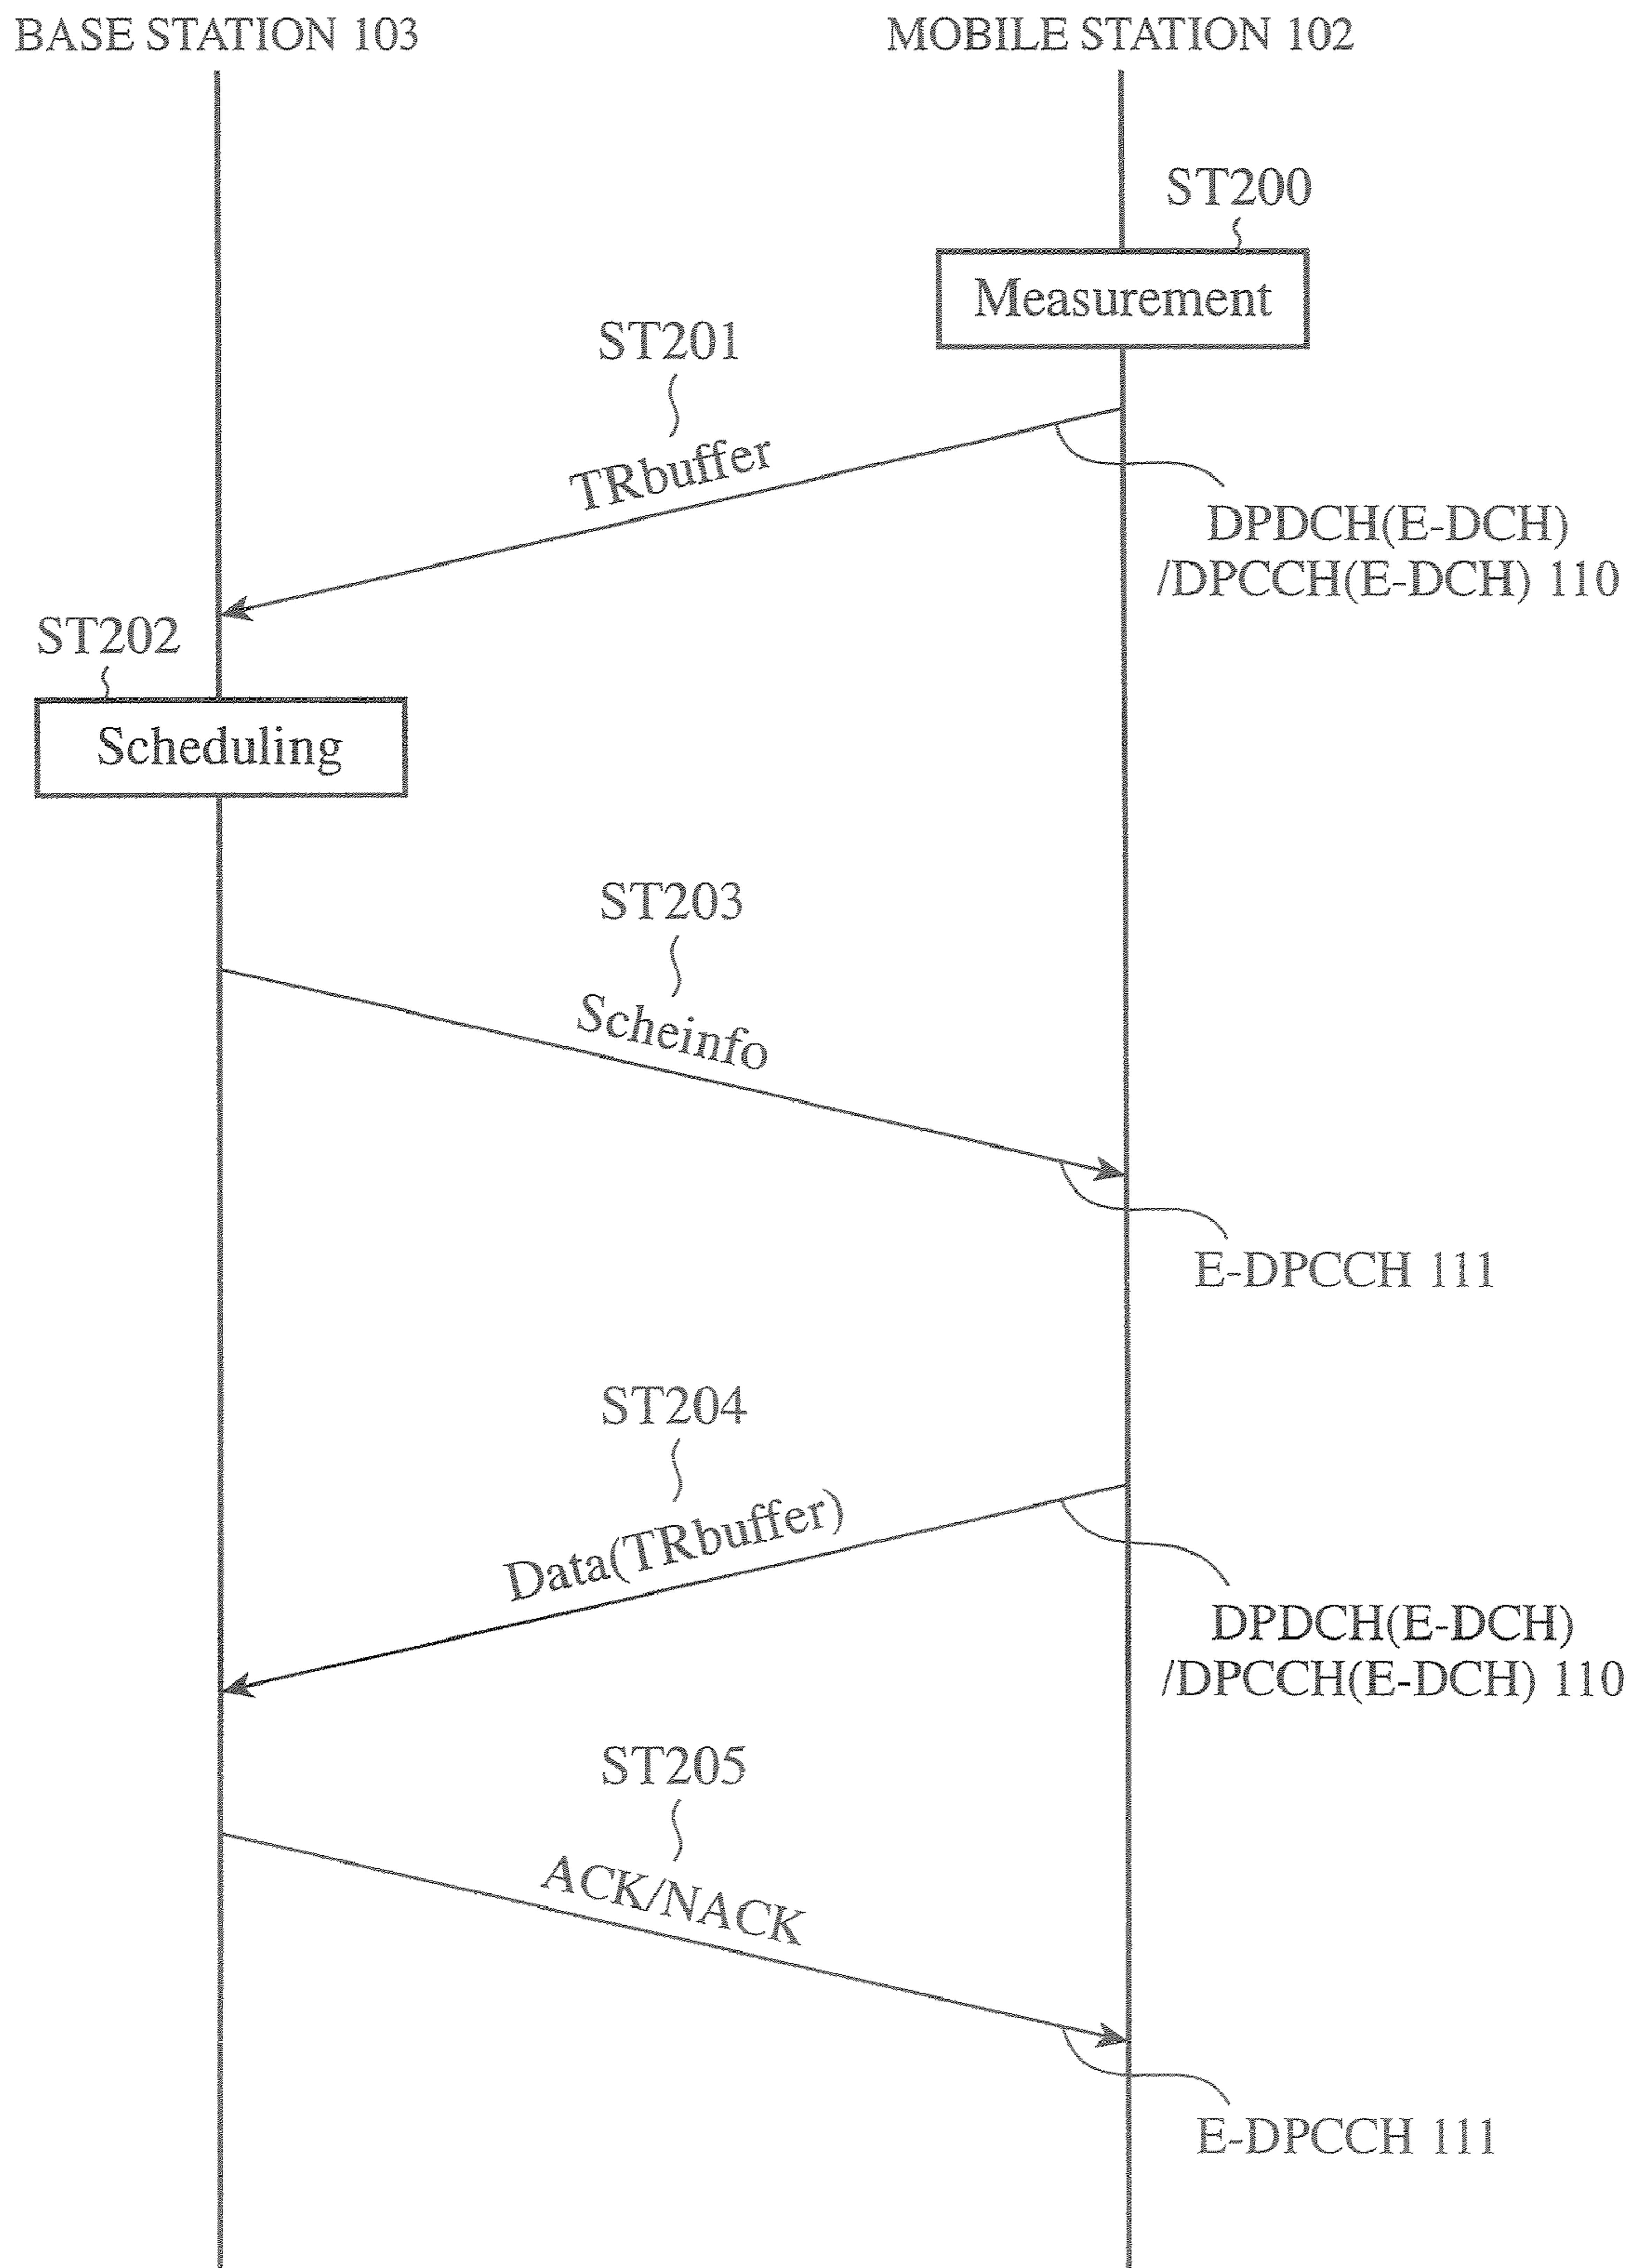 BASE STATION 103
MOBILE STATION 102
ST200
Measurement
ST201
TRbuffer
DPDCH(E-DCH)
/DPCCH(E-DCH) 110
ST202
Scheduling
ST203
Scheinfo
E-DPCCH 111
ST204
Data(TRbuffer)
DPDCH(E-DCH)
/DPCCH(E-DCH) 110
ST205
ACK/NACK
E-DPCCH 111